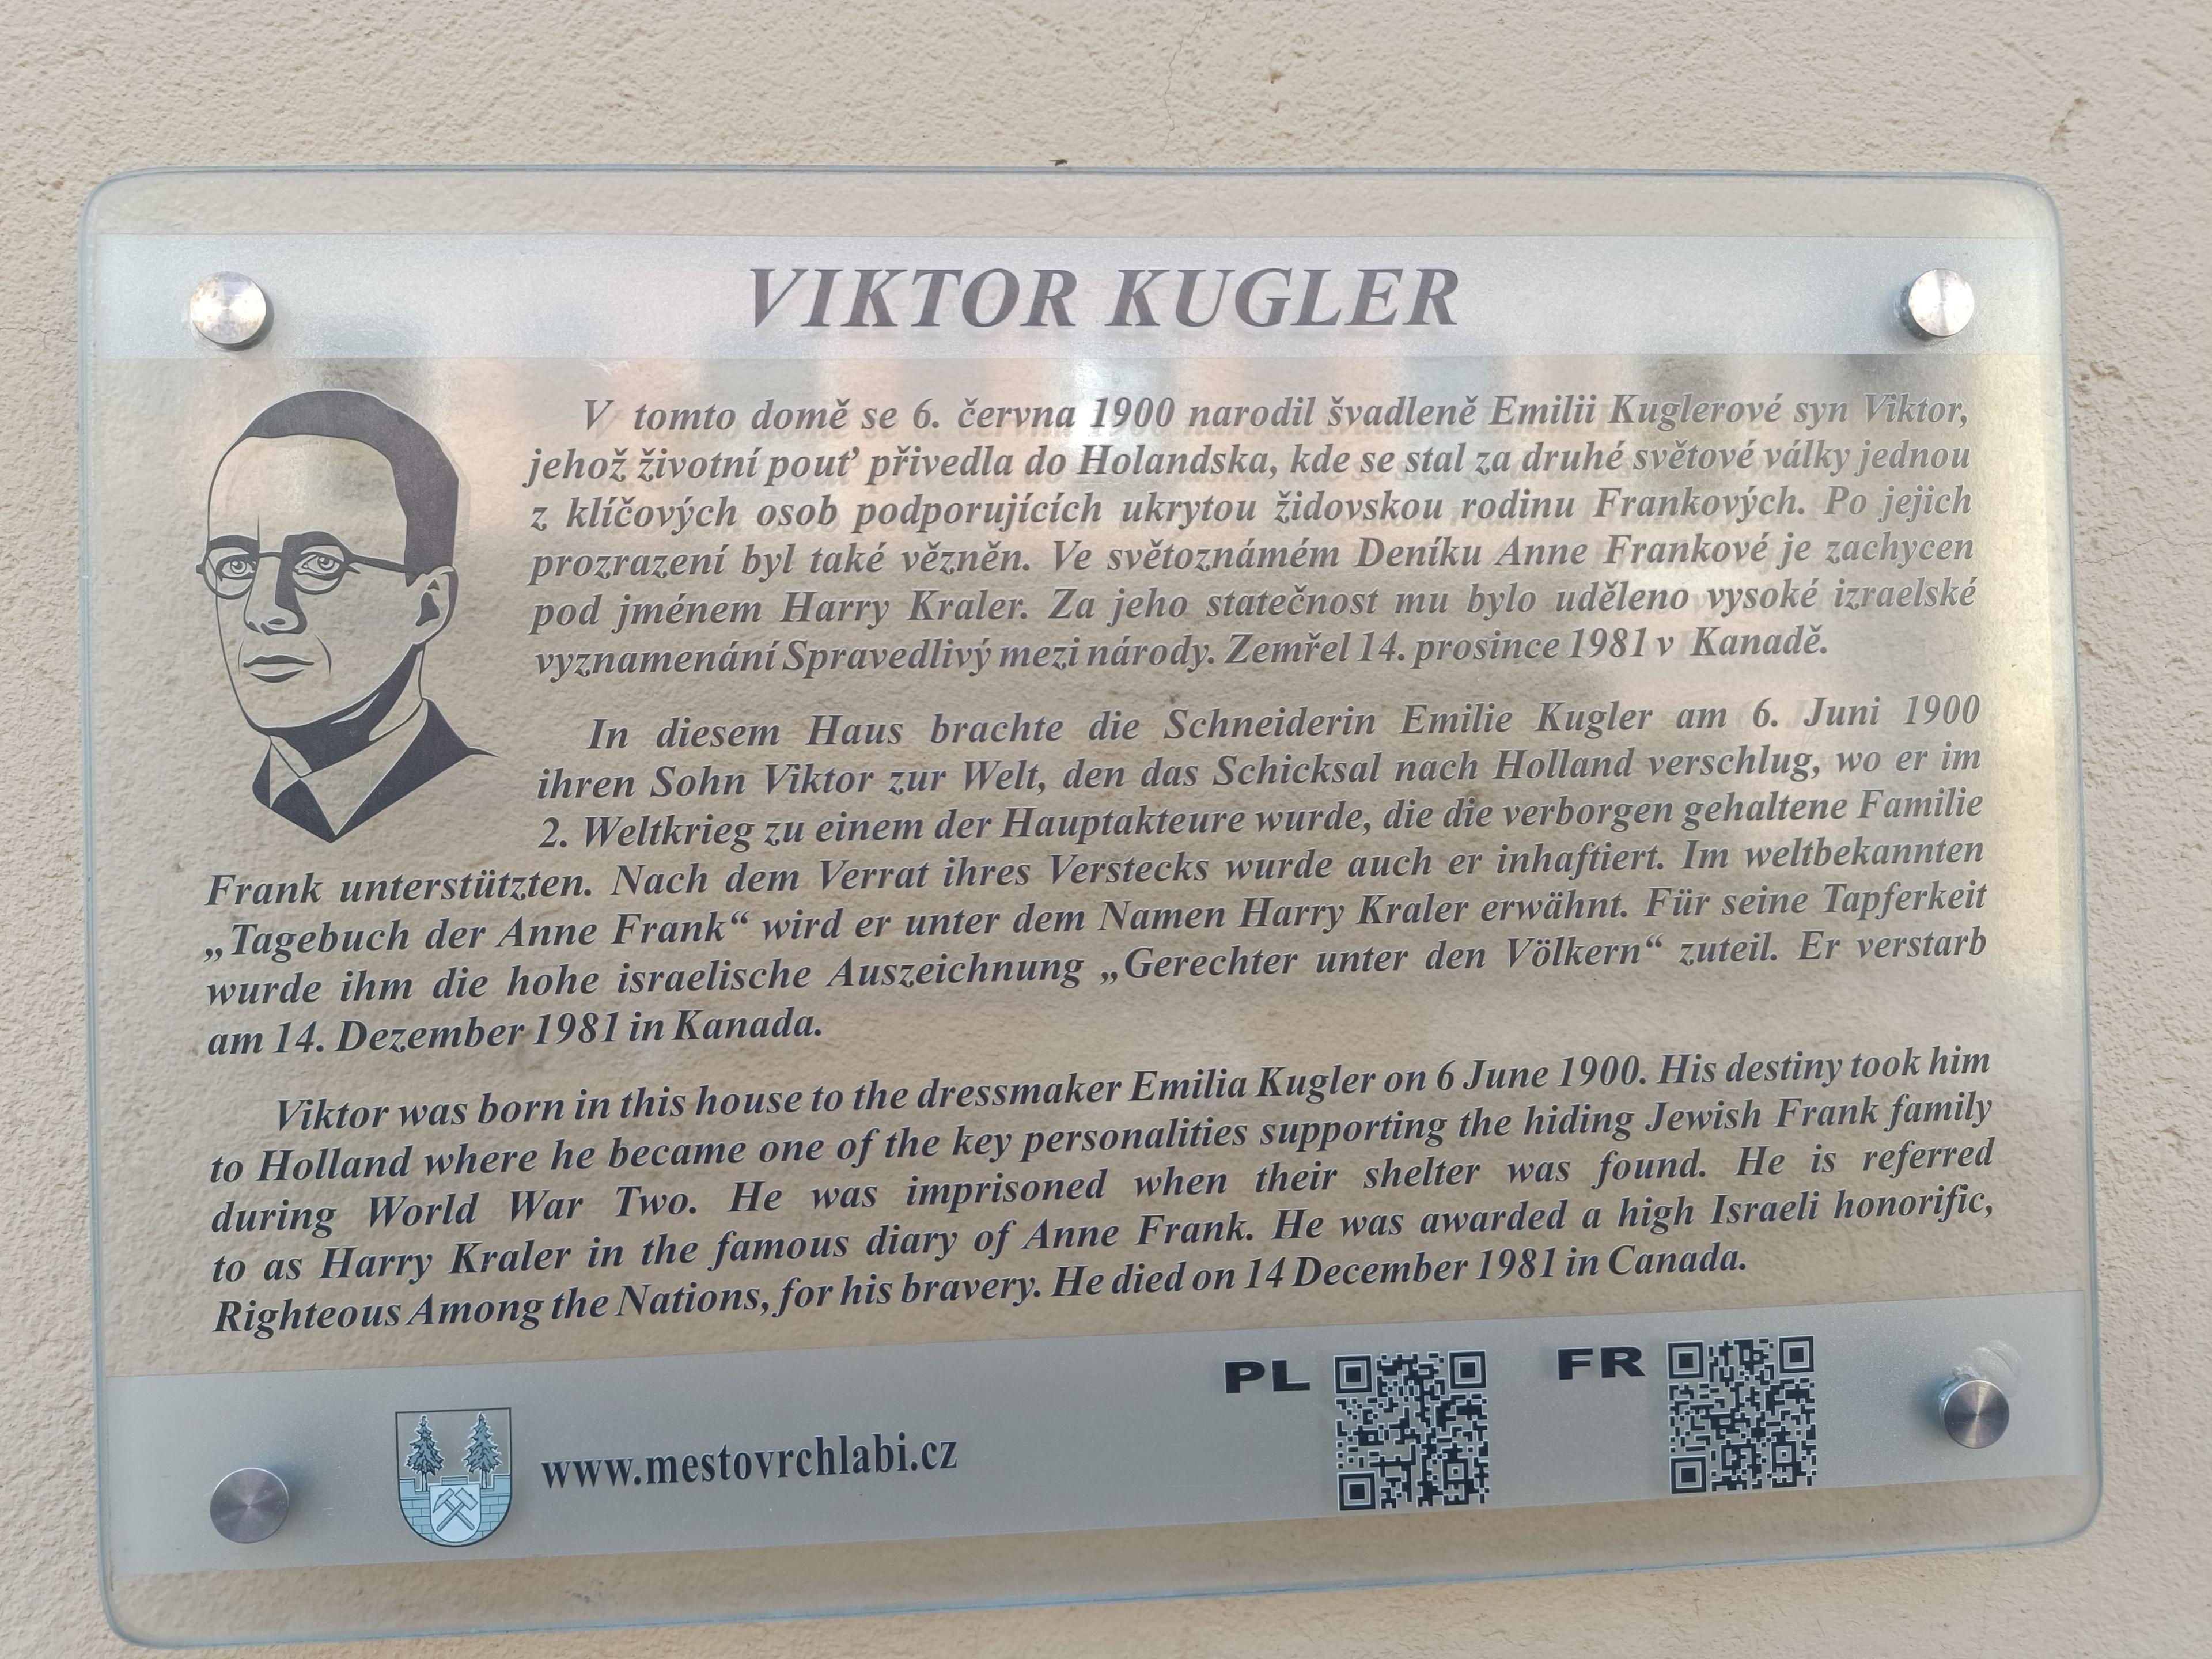 VIKTOR KUGLER
V tomto domě se 6. června 1900 narodil švadleně Emilii Kuglerové syn Viktor,
jehož životní pouť přivedla do Holandska, kde se stal za druhé světové války jednou
z klíčových osob podporujících ukrytou židovskou rodinu Frankových. Po jejich
prozrazení byl také vězněn. Ve světoznámém Deníku Anne Frankové je zachycen
pod jménem Harry Kraler. Za jeho statečnost mu bylo uděleno vysoké izraelské
vyznamenání Spravedlivý mezi národy. Zemřel 14. prosince 1981 v Kanadě.
In diesem Haus brachte die Schneiderin Emilie Kugler am 6. Juni 1900
ihren Sohn Viktor zur Welt, den das Schicksal nach Holland verschlug, wo er im
2. Weltkrieg zu einem der Hauptakteure wurde, die die verborgen gehaltene Familie
Frank unterstützten. Nach dem Verrat ihres Verstecks wurde auch er inhaftiert. Im weltbekannten
„Tagebuch der Anne Frank“ wird er unter dem Namen Harry Kraler erwähnt. Für seine Tapferkeit
wurde ihm die hohe israelische Auszeichnung „Gerechter unter den Völkern“ zuteil. Er verstarb
am 14. Dezember 1981 in Kanada.
Viktor was born in this house to the dressmaker Emilia Kugler on 6 June 1900. His destiny took him
to Holland where he became one of the key personalities supporting the hiding Jewish Frank family
during World War Two. He was imprisoned when their shelter was found. He is referred
to as Harry Kraler in the famous diary of Anne Frank. He was awarded a high Israeli honorific,
Righteous Among the Nations, for his bravery. He died on 14 December 1981 in Canada.
www.mestovrchlabi.cz
PL
FR